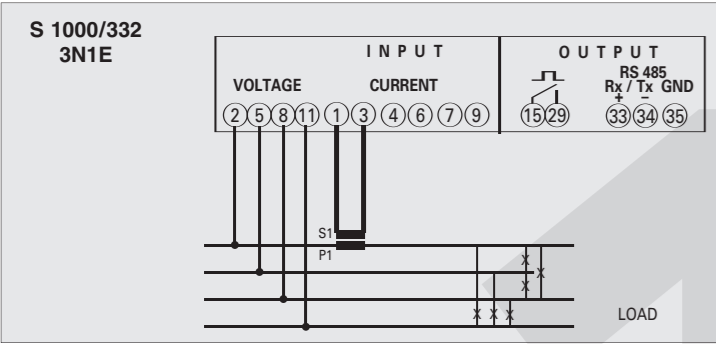 S 1000/332
3N1E
INPUT
OUTPUT
VOLTAGE
CURRENT
RS 485
Rx / Tx GND
+ –
2 5 8 11 1 3 4 6 7 9
15 29
33 34 35
S1
P1
X
X
X
X X X
LOAD